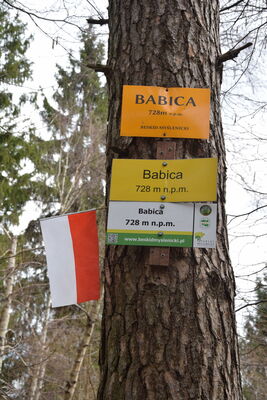 BABICA
728m n.p.m.
BESKID MYŚLENICKI
Babica
728 m n.p.m.
Babica
728 m n.p.m.
www.beskidmyslenicki.pl